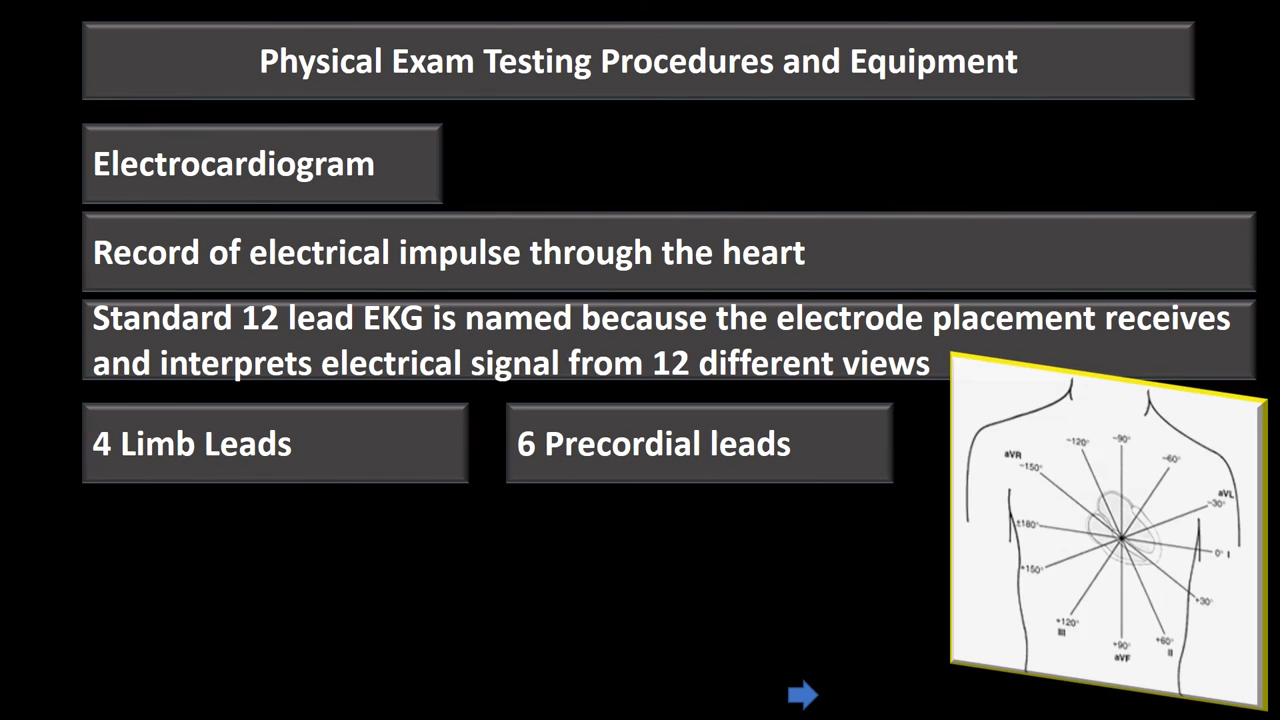 Physical Exam Testing Procedures and Equipment
Electrocardiogram
Record of electrical impulse through the heart
Standard 12 lead EKG is named because the electrode placement receives
and interprets electrical signal from 12 different views
4 Limb Leads
6 Precordial leads
-120°
-90°
-60°
aVR
-150°
aVL
-30°
±180°
0° I
+150°
+30°
+120°
III
+90°
aVF
+60°
II